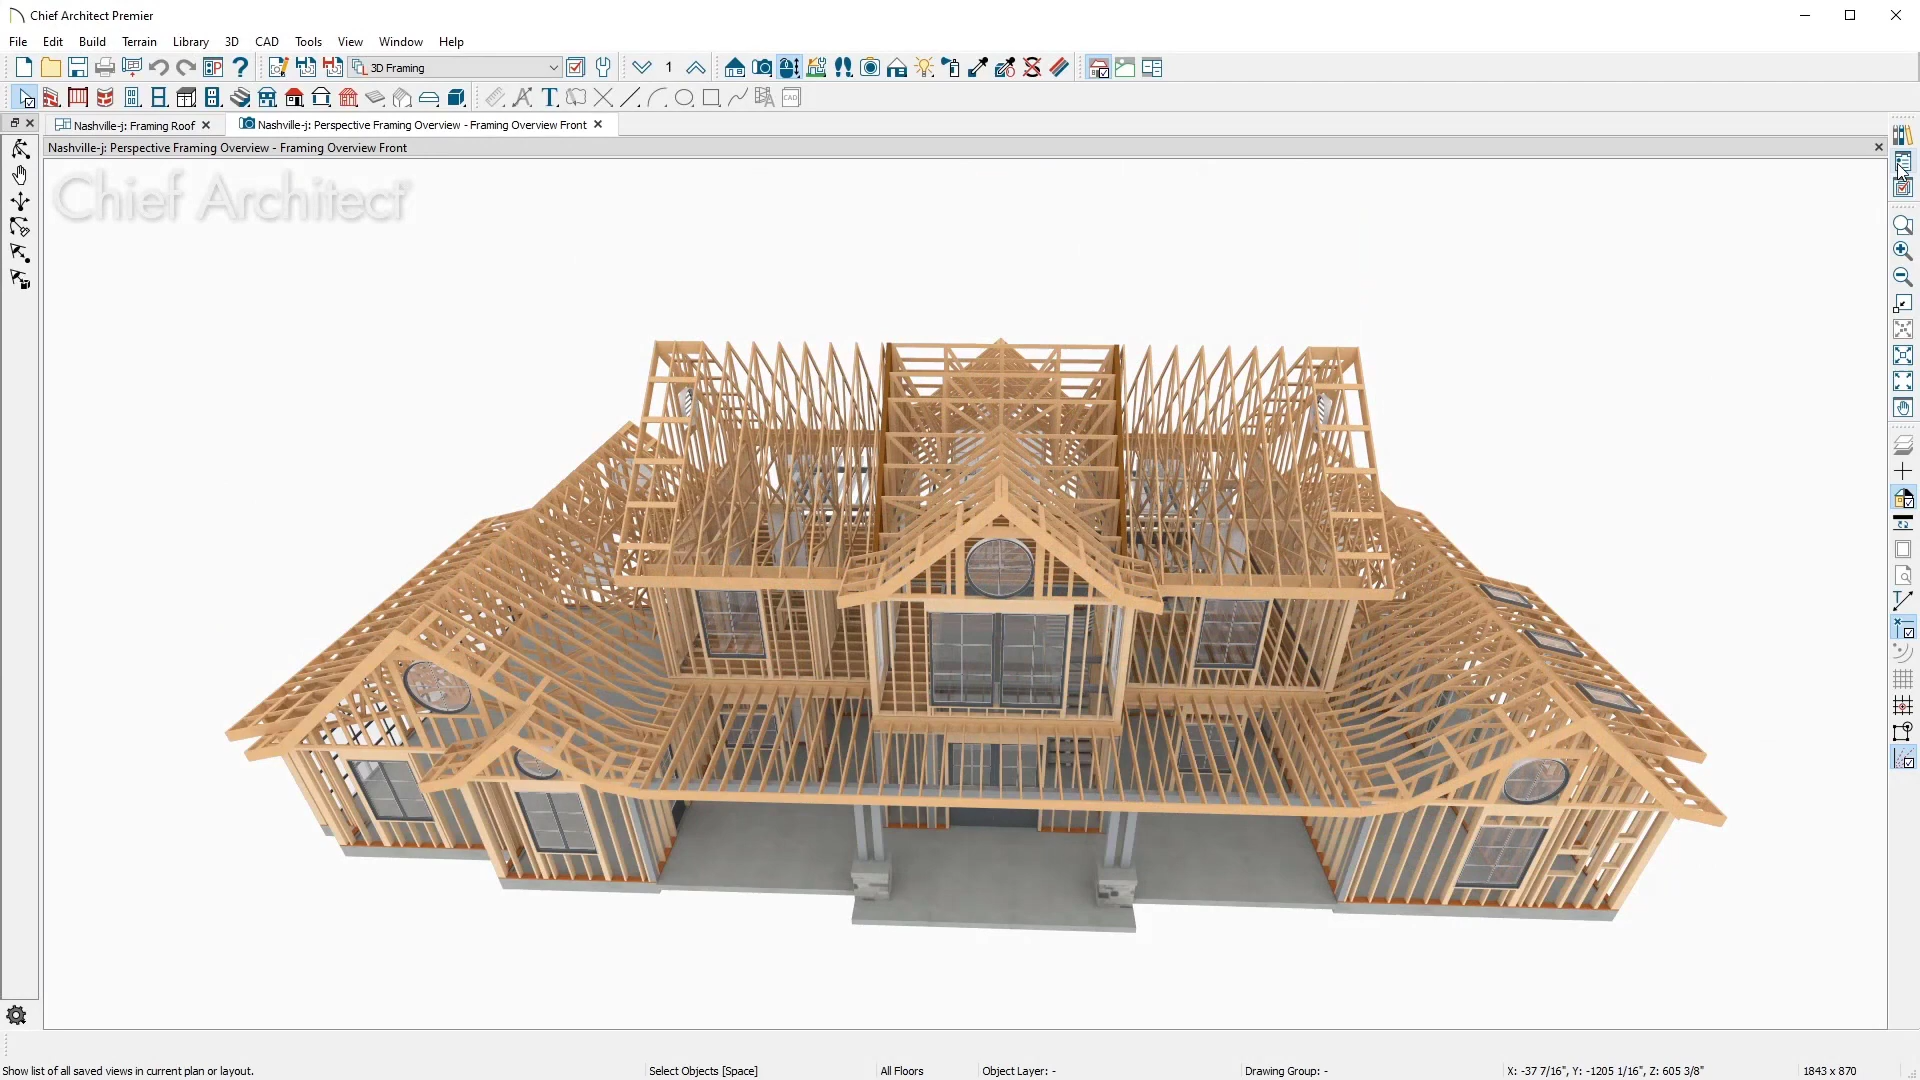 Chief Architect Premier
File Edit Build Terrain Library 3D CAD Tools View Window Help
3D Framing
1
CAD
Nashville-j: Framing Roof
Nashville-j: Perspective Framing Overview - Framing Overview Front
Nashville-j: Perspective Framing Overview - Framing Overview Front
Chief Architect
Show list of all saved views in current plan or layout.
Select Objects [Space]
All Floors
Object Layer: -
Drawing Group: -
X: -37 7/16", Y: -1205 1/16", Z: 605 3/8"
1843 x 870